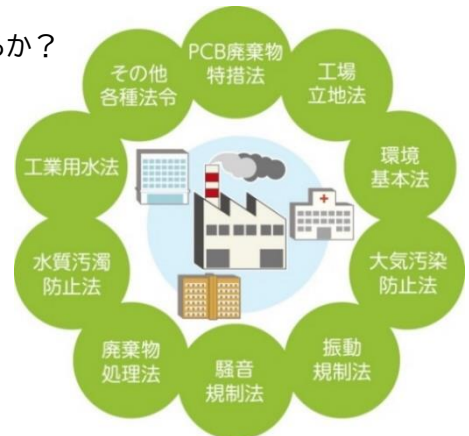 か？
PCB廃棄物
特措法
工場
立地法
環境
基本法
大気汚染
防止法
振動
規制法
騒音
規制法
廃棄物
処理法
水質汚濁
防止法
工業用水法
その他
各種法令